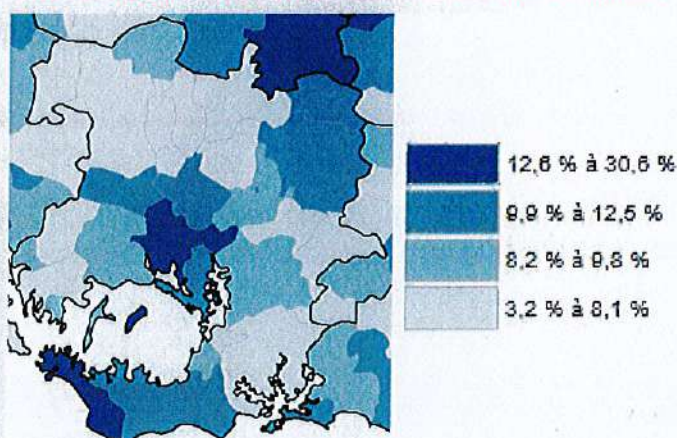 12,6 % à 30,6 %
9,9 % à 12,5 %
8,2 % à 9,8 %
3,2 % à 8,1 %